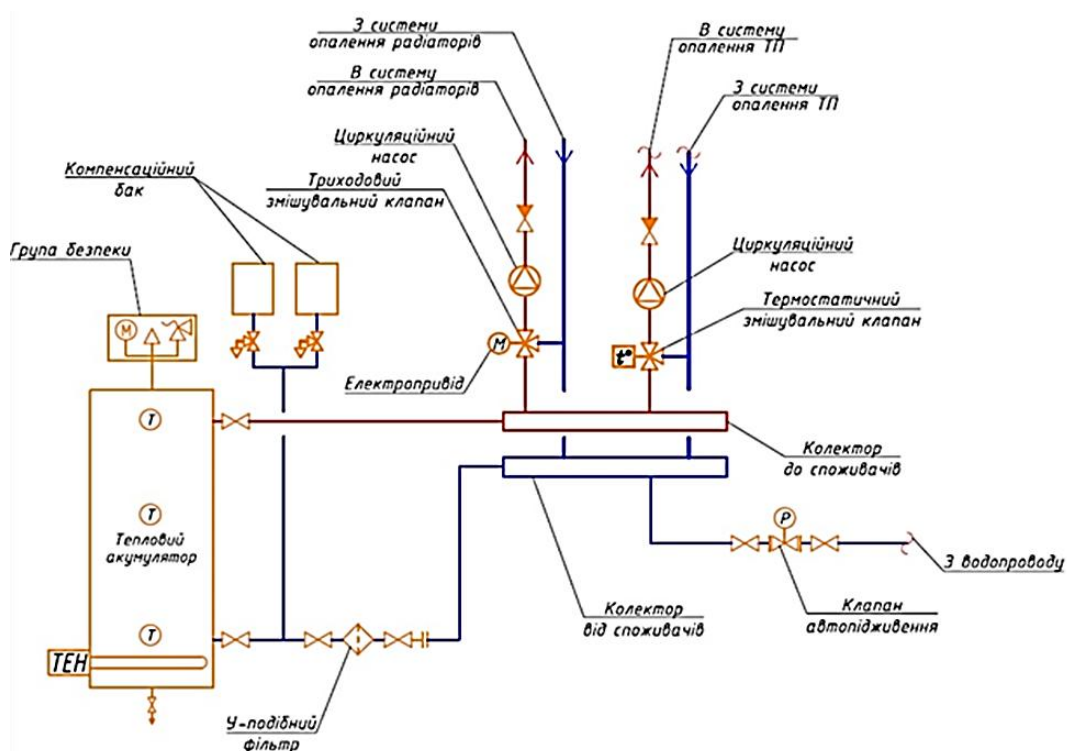 З системи
опалення радіаторів
В систему
опалення радіаторів
В систему
опалення ТП
З системи
опалення ТП
Циркуляційний
насос
Компенсаційний
бак
Триходовий
змішувальний клапан
Група безпеки
Циркуляційний
насос
Термостатичний
змішувальний клапан
М
М
t°
Електропривід
Т
Колектор
до споживачів
Т
Тепловий
акумулятор
Р
З водопроводу
Т
Колектор
від споживачів
Клапан
автопідживення
ТЕН
У-подібний
фільтр